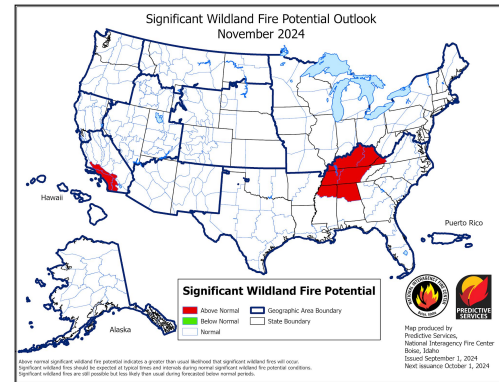 Significant Wildland Fire Potential Outlook
November 2024
Hawaii
Puerto Rico
Alaska
Significant Wildland Fire Potential
Above Normal
Below Normal
Normal
Geographic Area Boundary
State Boundary
PREDICTIVE
SERVICES
Map produced by
Predictive Services,
National Interagency Fire Center
Boise, Idaho
Issued September 1, 2024
Next issuance October 1, 2024
Above normal significant wildland fire potential indicates a greater than usual likelihood that significant wildland fires will occur.
Significant wildland fires should be expected at typical times and intervals during normal significant wildland fire potential conditions.
Significant wildland fires are still possible but less likely than usual during forecasted below normal periods.